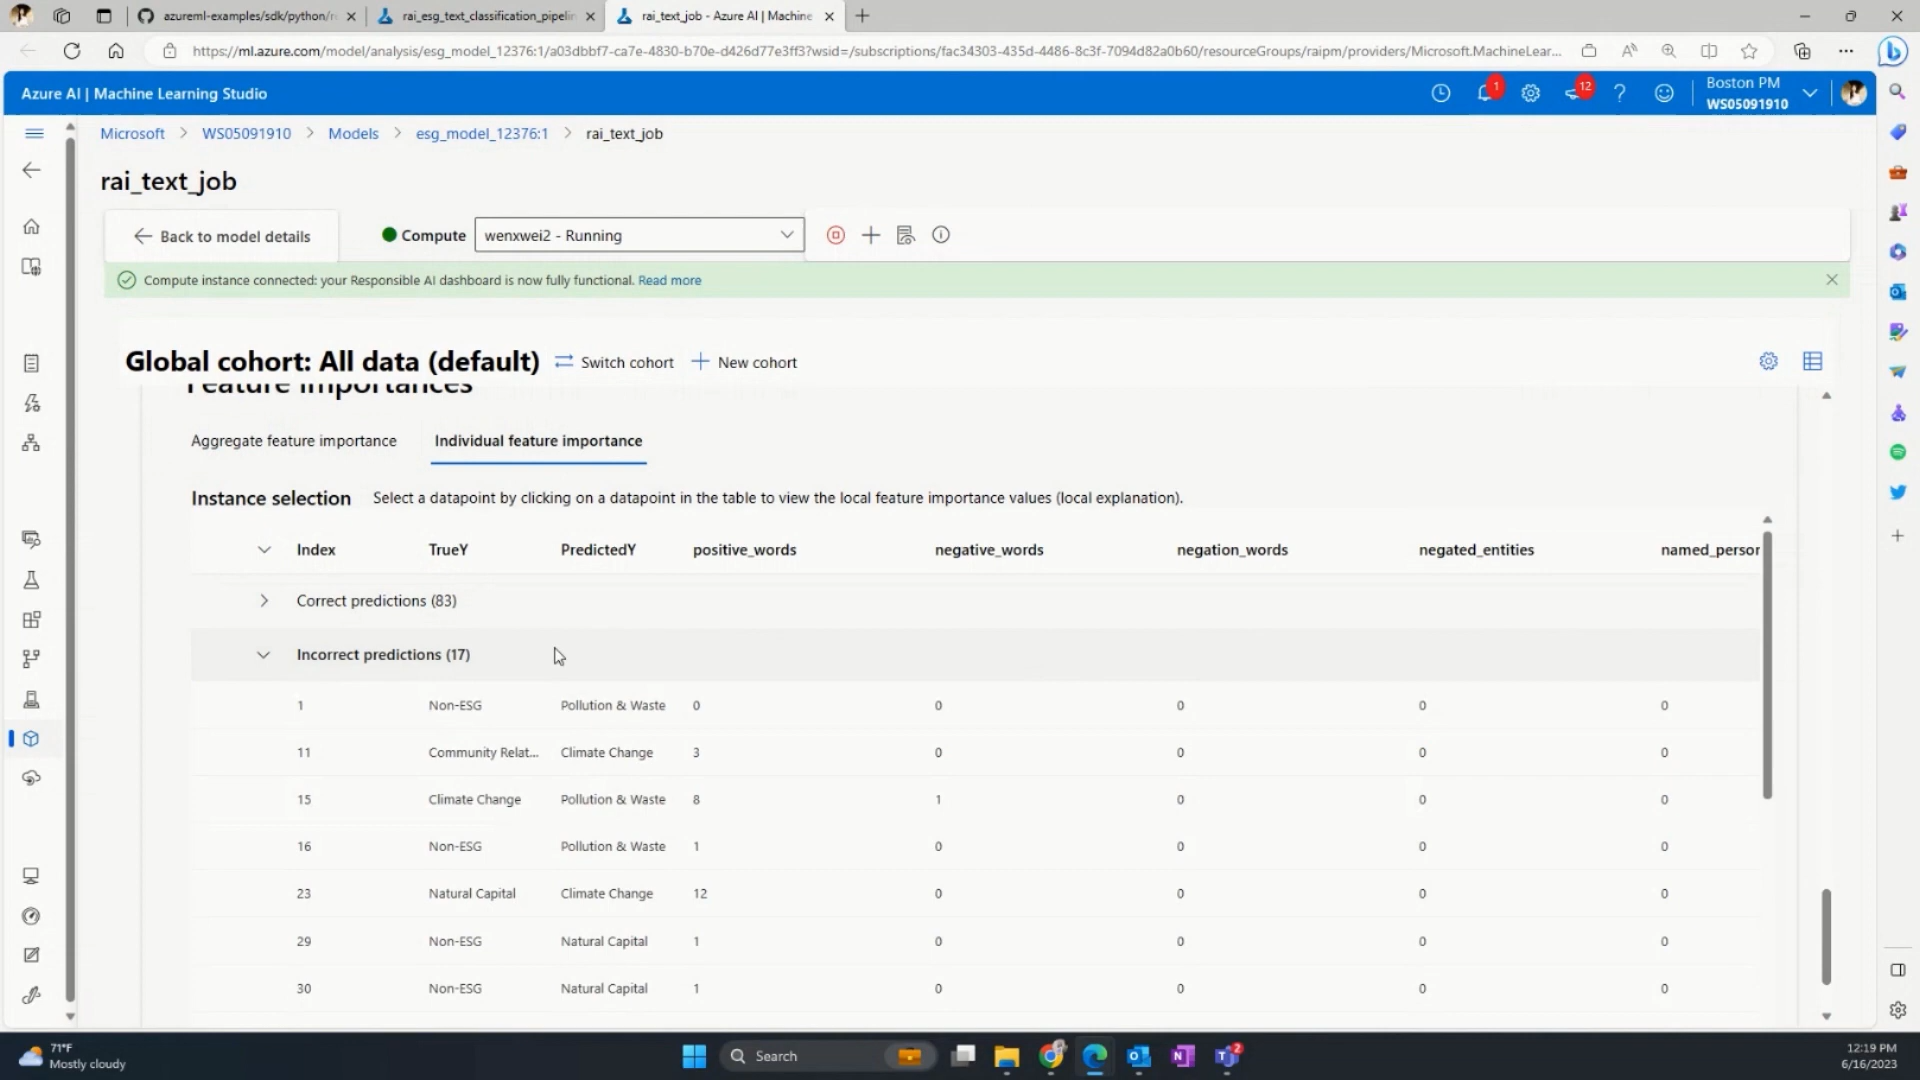 azureml-examples/sdk/python/r
rai_esg_text_classification_pipelin
rai_text_job - Azure AI | Machine
https://ml.azure.com/model/analysis/esg_model_12376:1/a03dbbf7-ca7e-4830-b70e-d426d77e3ff3?wsid=/subscriptions/fac34303-435d-4486-8c3f-7094d82a0b60/resourceGroups/raipm/providers/Microsoft.MachineLear...
Azure AI | Machine Learning Studio
1
12
Boston PM
WS05091910
Microsoft > WS05091910 > Models > esg_model_12376:1 > rai_text_job
rai_text_job
Back to model details
Compute
wenxwei2 - Running
Compute instance connected: your Responsible AI dashboard is now fully functional. Read more
Global cohort: All data (default)
Switch cohort
New cohort
Feature importances
Aggregate feature importance
Individual feature importance
Instance selection
Select a datapoint by clicking on a datapoint in the table to view the local feature importance values (local explanation).
Index TrueY PredictedY positive_words negative_words negation_words negated_entities named_person
Correct predictions (83)
Incorrect predictions (17)
1 Non-ESG Pollution & Waste 0 0 0 0 0
11 Community Relat... Climate Change 3 0 0 0 0
15 Climate Change Pollution & Waste 8 1 0 0 0
16 Non-ESG Pollution & Waste 1 0 0 0 0
23 Natural Capital Climate Change 12 0 0 0 0
29 Non-ESG Natural Capital 1 0 0 0 0
30 Non-ESG Natural Capital 1 0 0 0 0
71°F
Mostly cloudy
Search
2
12:19 PM
6/16/2023